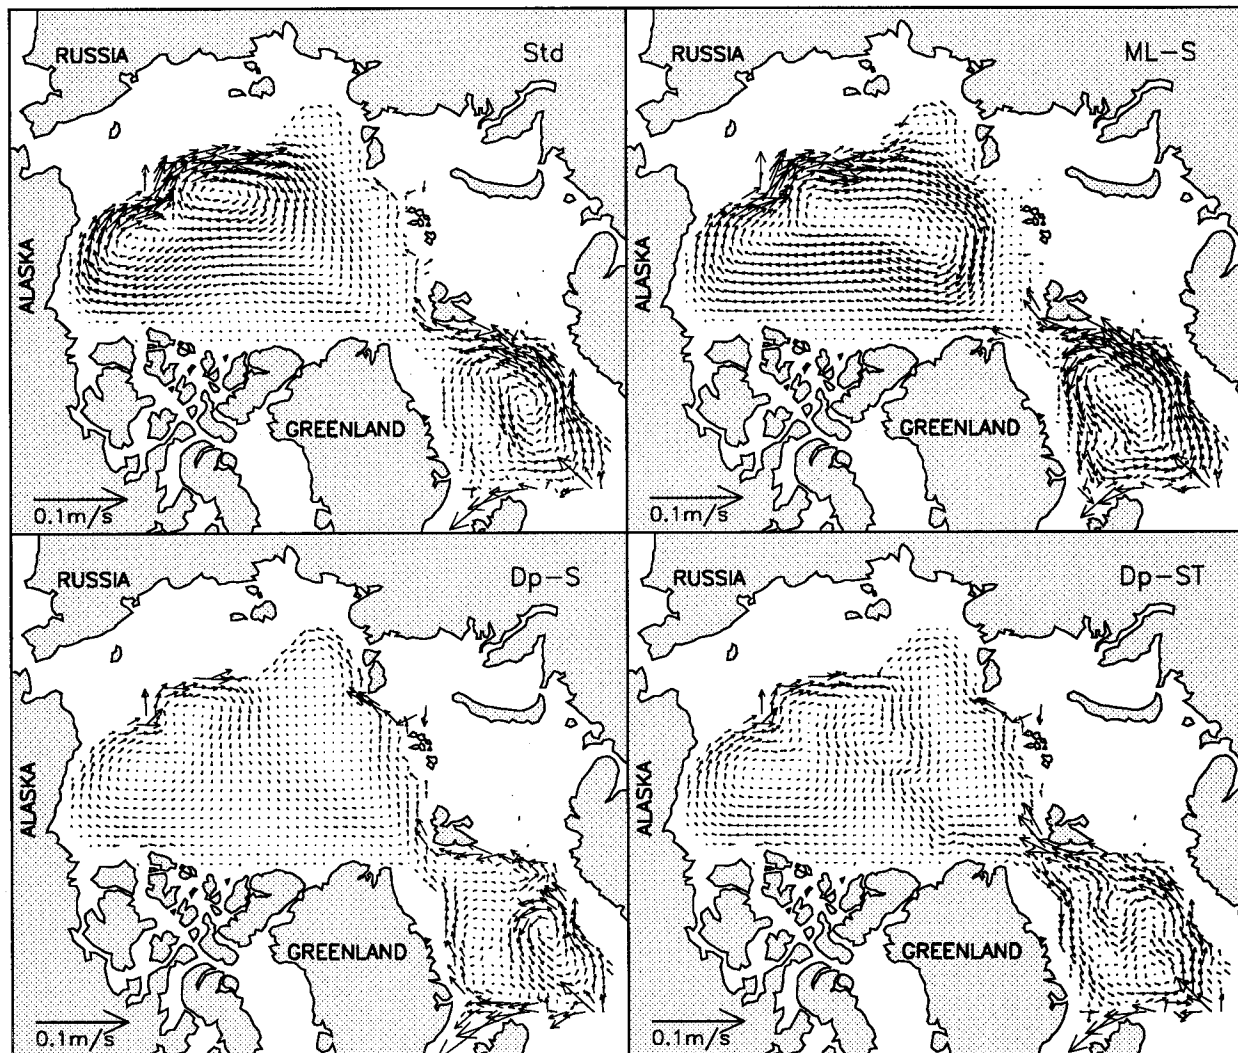 RUSSIA
Std
ALASKA
GREENLAND
0.1m/s
RUSSIA
ML-S
ALASKA
GREENLAND
0.1m/s
RUSSIA
Dp-S
ALASKA
GREENLAND
0.1m/s
RUSSIA
Dp-ST
ALASKA
GREENLAND
0.1m/s